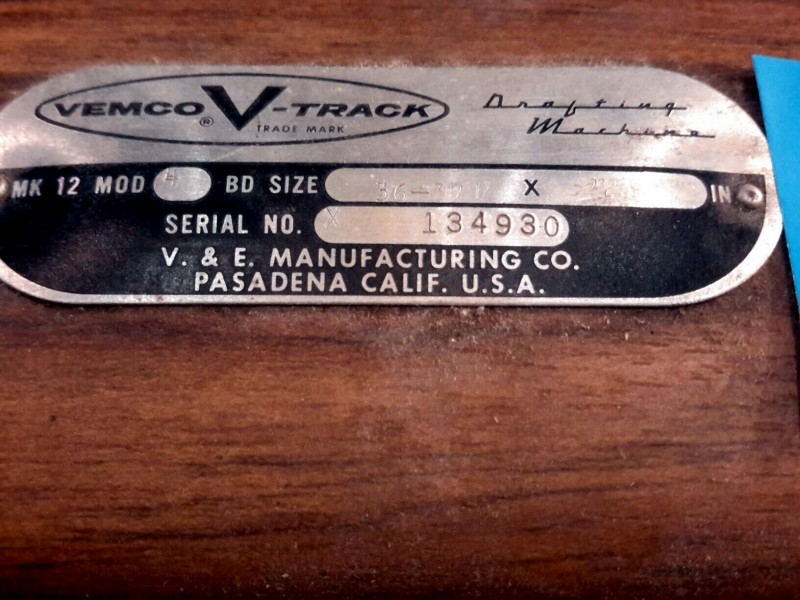 VEMCO® V-TRACK
TRADE MARK
Drafting
Machine
MK 12 MOD BD SIZE X IN
SERIAL NO. X 134930
V. & E. MANUFACTURING CO.
PASADENA CALIF. U.S.A.